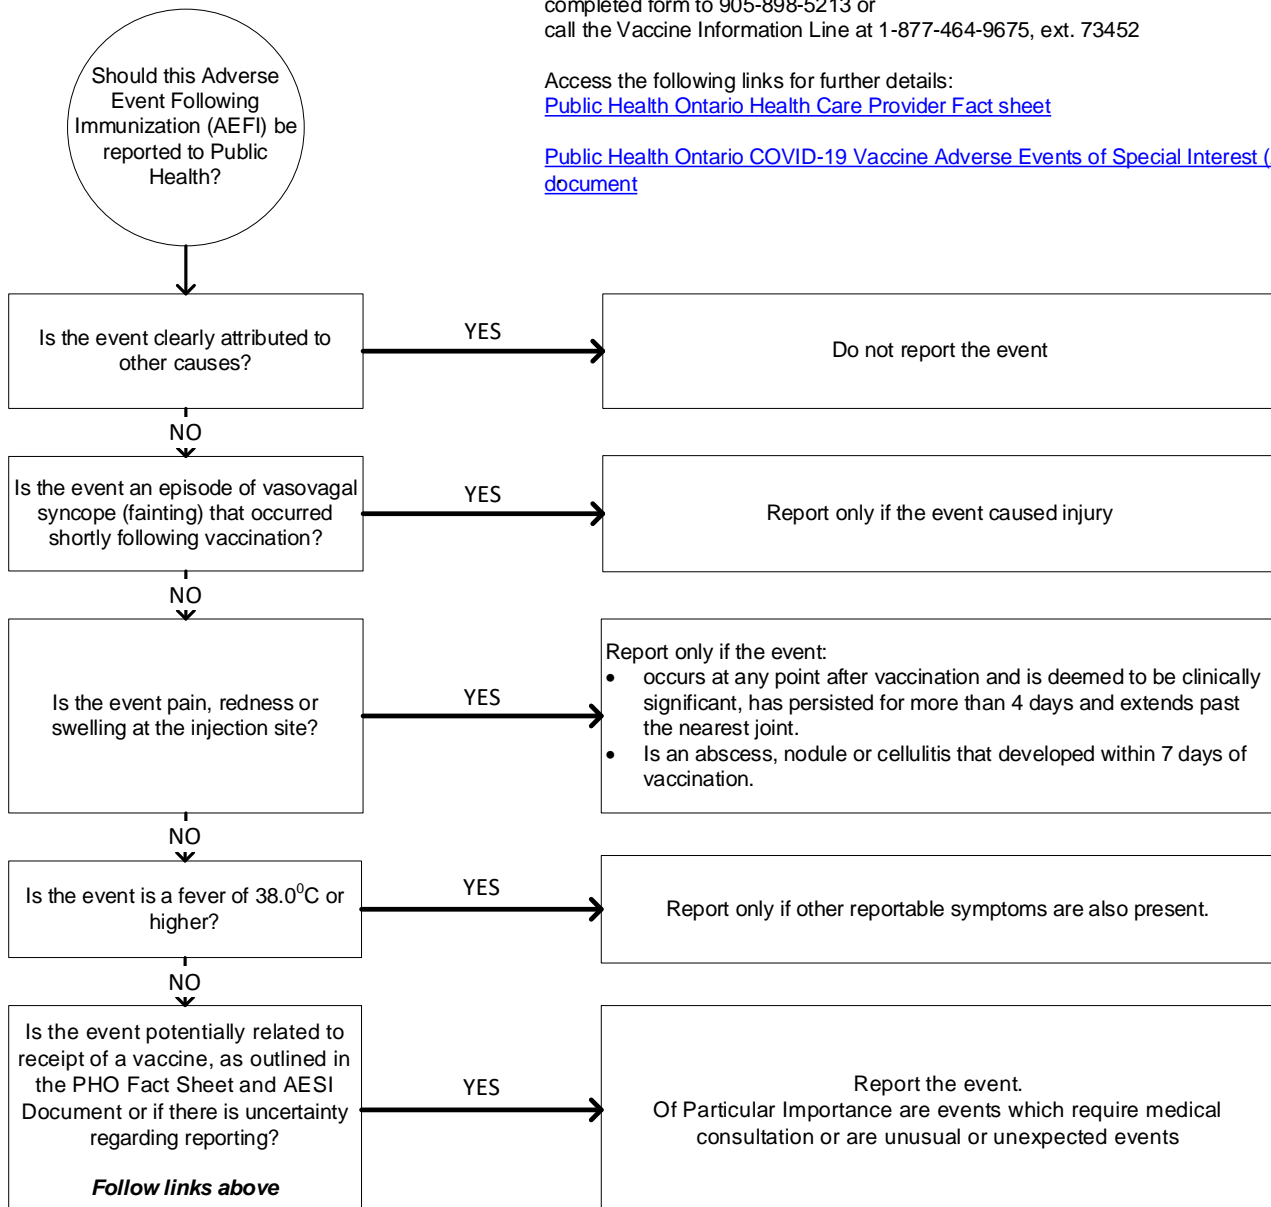 completed form to 905-898-5213 or
call the Vaccine Information Line at 1-877-464-9675, ext. 73452
Access the following links for further details:
Public Health Ontario Health Care Provider Fact sheet
Public Health Ontario COVID-19 Vaccine Adverse Events of Special Interest (
document
Should this Adverse
Event Following
Immunization (AEFI) be
reported to Public
Health?
Is the event clearly attributed to
other causes?
YES
Do not report the event
NO
Is the event an episode of vasovagal
syncope (fainting) that occurred
shortly following vaccination?
YES
Report only if the event caused injury
NO
Is the event pain, redness or
swelling at the injection site?
YES
Report only if the event:
• occurs at any point after vaccination and is deemed to be clinically
significant, has persisted for more than 4 days and extends past
the nearest joint.
• Is an abscess, nodule or cellulitis that developed within 7 days of
vaccination.
NO
Is the event is a fever of 38.0⁰C or
higher?
YES
Report only if other reportable symptoms are also present.
NO
Is the event potentially related to
receipt of a vaccine, as outlined in
the PHO Fact Sheet and AESI
Document or if there is uncertainty
regarding reporting?
Follow links above
YES
Report the event.
Of Particular Importance are events which require medical
consultation or are unusual or unexpected events